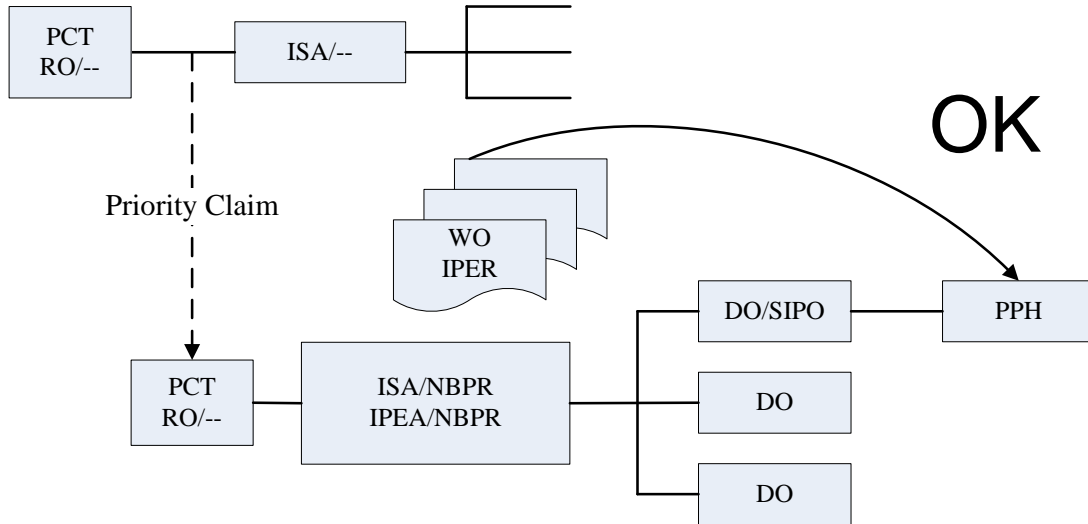 PCT
RO/--
ISA/--
OK
Priority Claim
WO
IPER
DO/SIPO
PPH
PCT
RO/--
ISA/NBPR
IPEA/NBPR
DO
DO